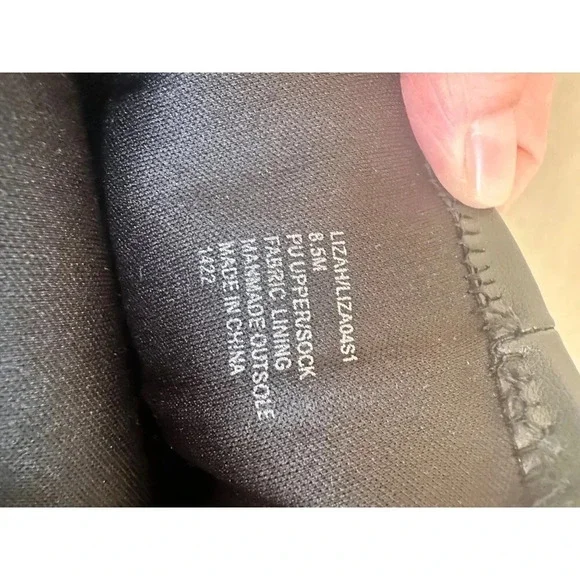 LIZAH/LIZA04S1
8.5M
PU UPPER/SOCK
FABRIC LINING
MANMADE OUTSOLE
MADE IN CHINA
1422